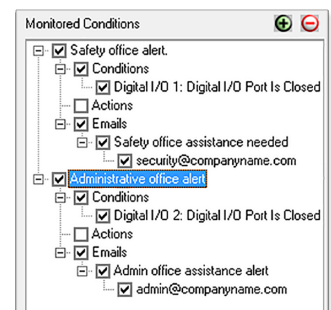 Monitored Conditions
Safety office alert.
Conditions
Digital I/O 1: Digital I/O Port Is Closed
Actions
Emails
Safety office assistance needed
security@companyname.com
Administrative office alert
Conditions
Digital I/O 2: Digital I/O Port Is Closed
Actions
Emails
Admin office assistance alert
admin@companyname.com